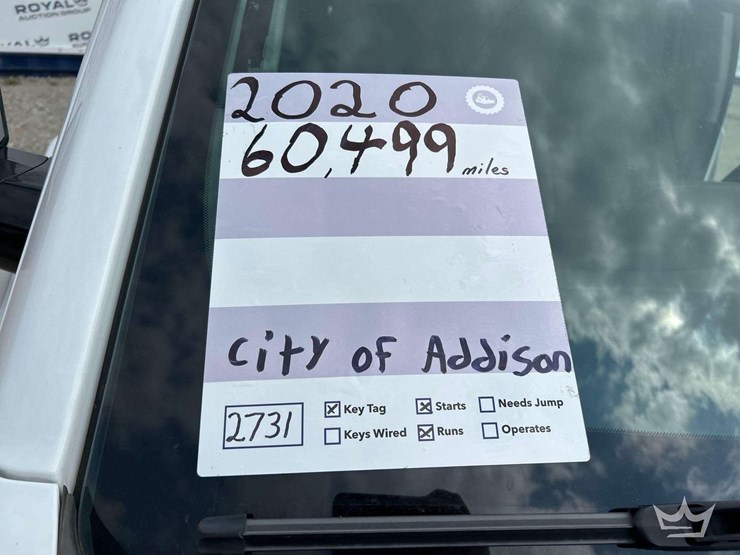 ROYAL
AUCTION GROUP
2020
60,499 miles
City of Addison
2731
Key Tag
Starts
Needs Jump
Keys Wired
Runs
Operates